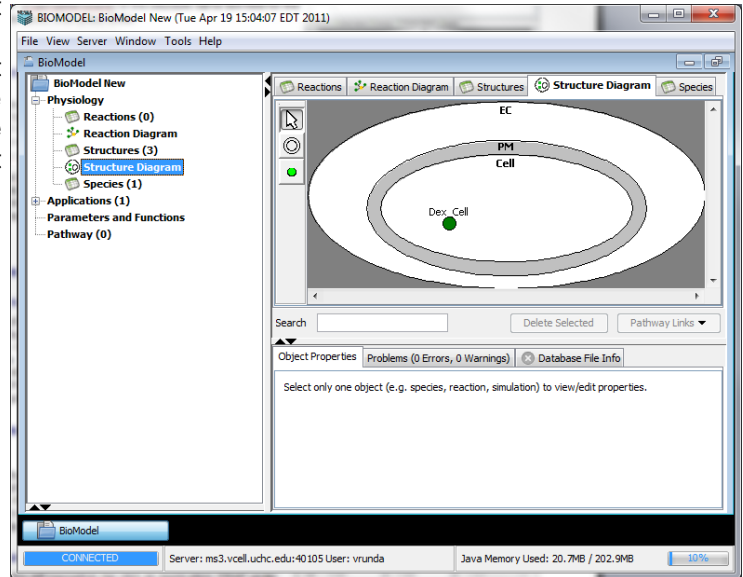 BIOMODEL: BioModel New (Tue Apr 19 15:04:07 EDT 2011)
File View Server Window Tools Help
BioModel
BioModel New
Physiology
Reactions (0)
Reaction Diagram
Structures (3)
Structure Diagram
Species (1)
Applications (1)
Parameters and Functions
Pathway (0)
Reactions Reaction Diagram Structures Structure Diagram Species
EC
PM
Cell
Dex_Cell
Search Delete Selected Pathway Links
Object Properties Problems (0 Errors, 0 Warnings) Database File Info
Select only one object (e.g. species, reaction, simulation) to view/edit properties.
BioModel
CONNECTED Server: ms3.vcell.uchc.edu:40105 User: vrunda Java Memory Used: 20.7MB / 202.9MB 10%